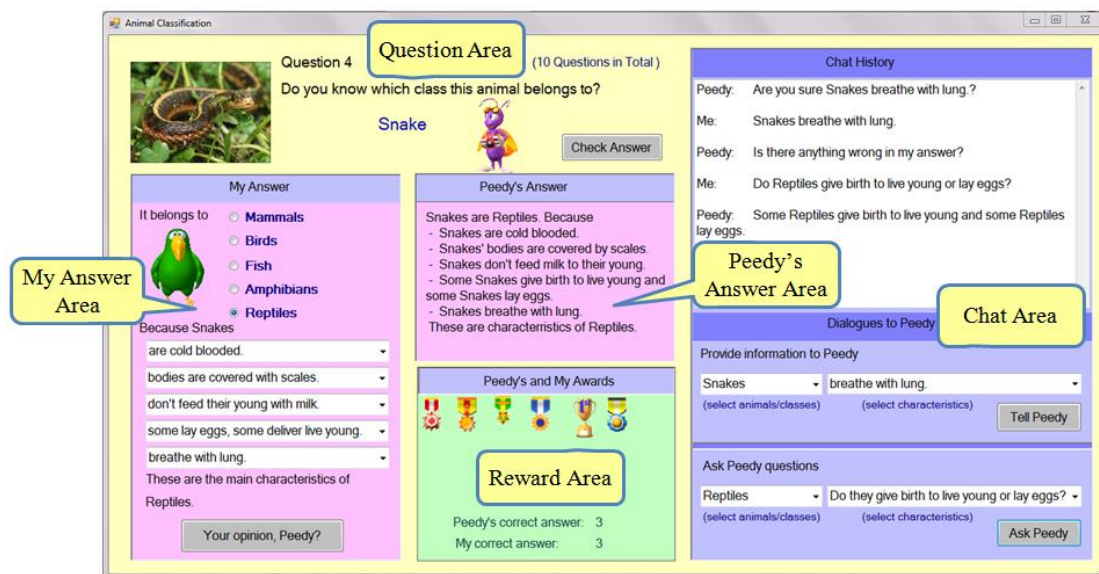 Animal Classification
Question Area
Question 4
(10 Questions in Total )
Do you know which class this animal belongs to?
Snake
Check Answer
My Answer
It belongs to
Mammals
Birds
Fish
Amphibians
Reptiles
My Answer
Area
Because Snakes
are cold blooded.
bodies are covered with scales.
don't feed their young with milk.
some lay eggs, some deliver live young.
breathe with lung.
These are the main characteristics of
Reptiles.
Your opinion, Peedy?
Peedy's Answer
Snakes are Reptiles. Because
- Snakes are cold blooded.
- Snakes' bodies are covered by scales.
- Snakes don't feed milk to their young.
- Some Snakes give birth to live young and
some Snakes lay eggs.
- Snakes breathe with lung.
These are characterristics of Reptiles.
Peedy's
Answer Area
Peedy's and My Awards
Reward Area
Peedy's correct answer: 3
My correct answer: 3
Chat History
Peedy: Are you sure Snakes breathe with lung.?
Me: Snakes breathe with lung.
Peedy: Is there anything wrong in my answer?
Me: Do Reptiles give birth to live young or lay eggs?
Peedy: Some Reptiles give birth to live young and some Reptiles
lay eggs.
Chat Area
Dialogues to Peedy
Provide information to Peedy
Snakes breathe with lung.
(select animals/classes) (select characteristics)
Tell Peedy
Ask Peedy questions
Reptiles Do they give birth to live young or lay eggs?
(select animals/classes) (select characteristics)
Ask Peedy